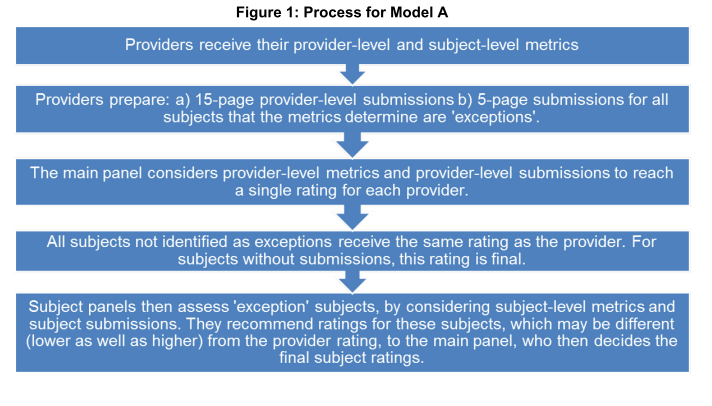 Figure 1: Process for Model A
Providers receive their provider-level and subject-level metrics
Providers prepare: a) 15-page provider-level submissions b) 5-page submissions for all
subjects that the metrics determine are 'exceptions'.
The main panel considers provider-level metrics and provider-level submissions to reach
a single rating for each provider.
All subjects not identified as exceptions receive the same rating as the provider. For
subjects without submissions, this rating is final.
Subject panels then assess 'exception' subjects, by considering subject-level metrics and
subject submissions. They recommend ratings for these subjects, which may be different
(lower as well as higher) from the provider rating, to the main panel, who then decides the
final subject ratings.